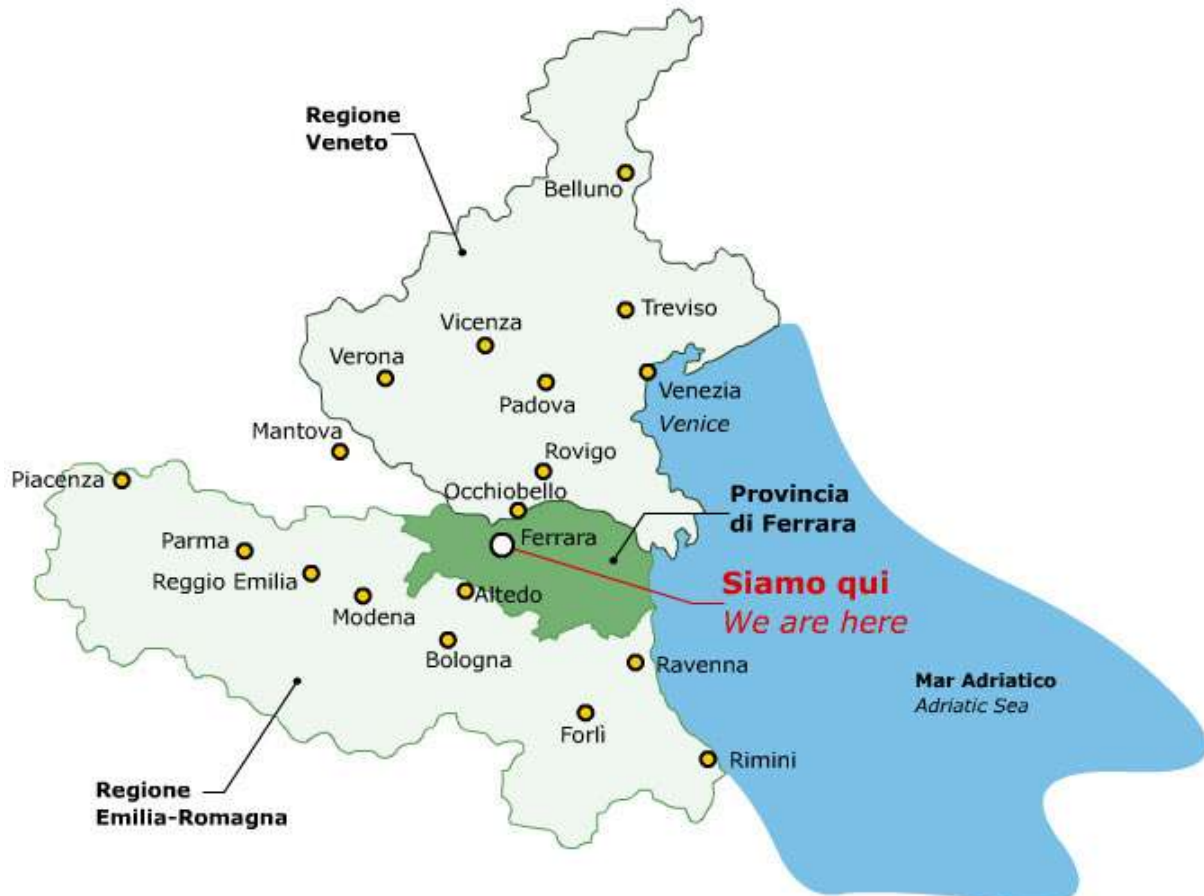 Regione
Veneto
Belluno
Treviso
Vicenza
Verona
Venezia
Venice
Padova
Mantova
Rovigo
Piacenza
Occhiobello
Provincia
di Ferrara
Ferrara
Parma
Reggio Emilia
Siamo qui
We are here
Altedo
Modena
Bologna
Ravenna
Mar Adriatico
Adriatic Sea
Forlì
Rimini
Regione
Emilia-Romagna